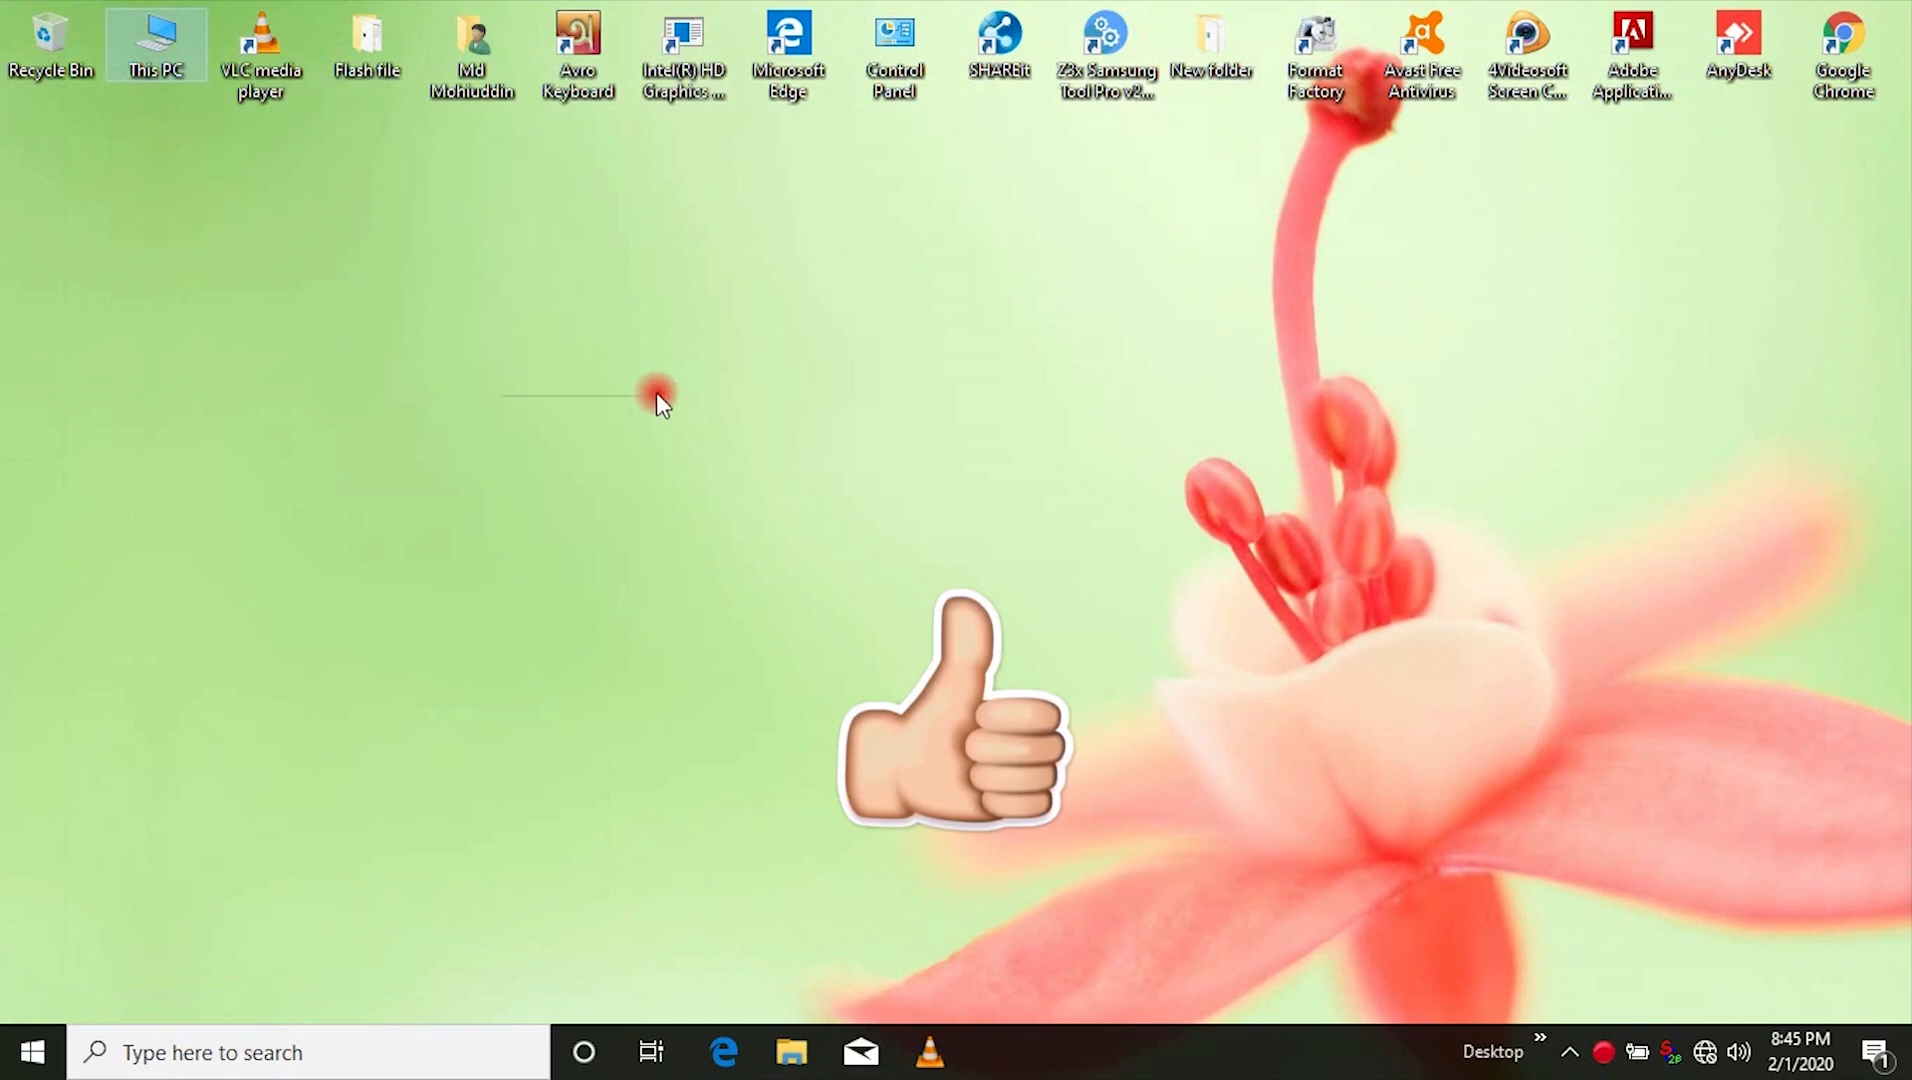 Recycle Bin
This PC
VLC media
player
Flash file
Md
Mohiuddin
Avro
Keyboard
Intel(R) HD
Graphics ...
Microsoft
Edge
Control
Panel
SHAREit
Z3x Samsung
Tool Pro v2...
New folder
Format
Factory
Avast Free
Antivirus
4Videosoft
Screen C...
Adobe
Applicati...
AnyDesk
Google
Chrome
Type here to search
Desktop
8:45 PM
2/1/2020
1